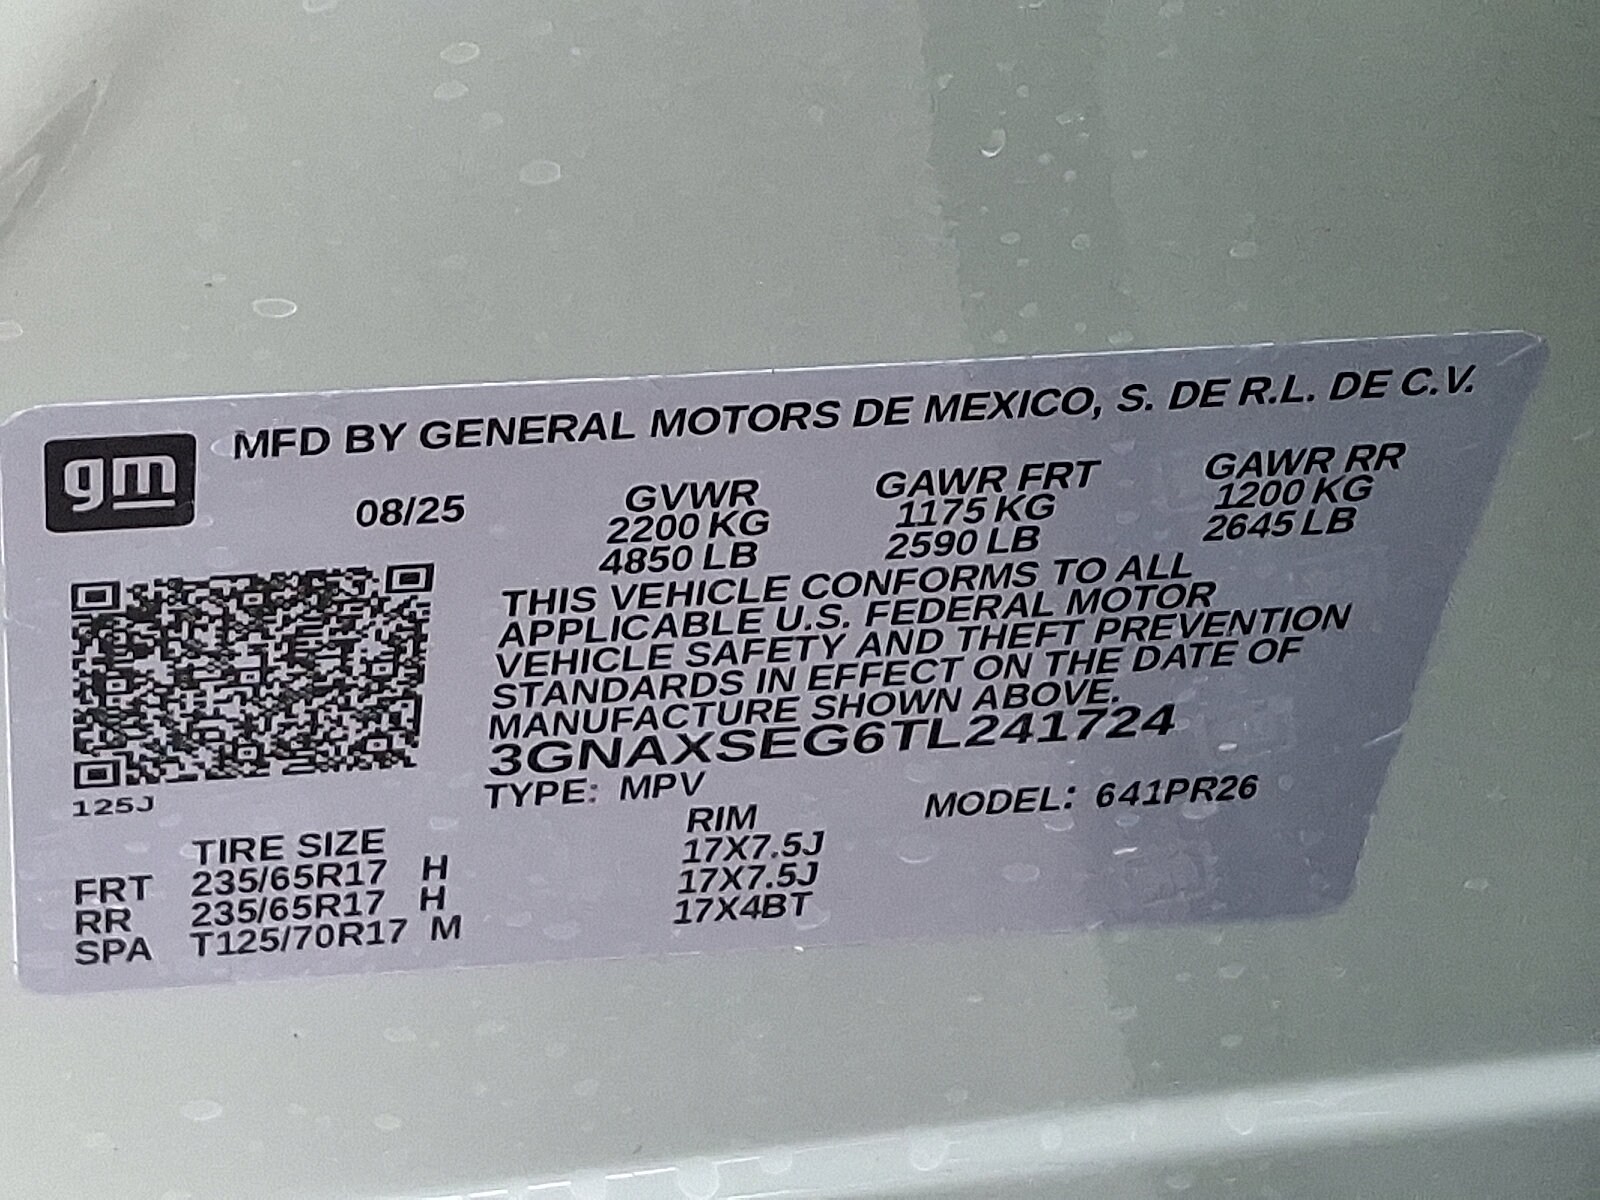 gm
MFD BY GENERAL MOTORS DE MEXICO, S. DE R.L. DE C.V.
08/25 GVWR GAWR FRT GAWR RR
2200 KG 1175 KG 1200 KG
4850 LB 2590 LB 2645 LB
THIS VEHICLE CONFORMS TO ALL
APPLICABLE U.S. FEDERAL MOTOR
VEHICLE SAFETY AND THEFT PREVENTION
STANDARDS IN EFFECT ON THE DATE OF
MANUFACTURE SHOWN ABOVE.
3GNAXSEG6TL241724
125J
TYPE: MPV MODEL: 641PR26
TIRE SIZE RIM
FRT 235/65R17 H 17X7.5J
RR 235/65R17 H 17X7.5J
SPA T125/70R17 M 17X4BT